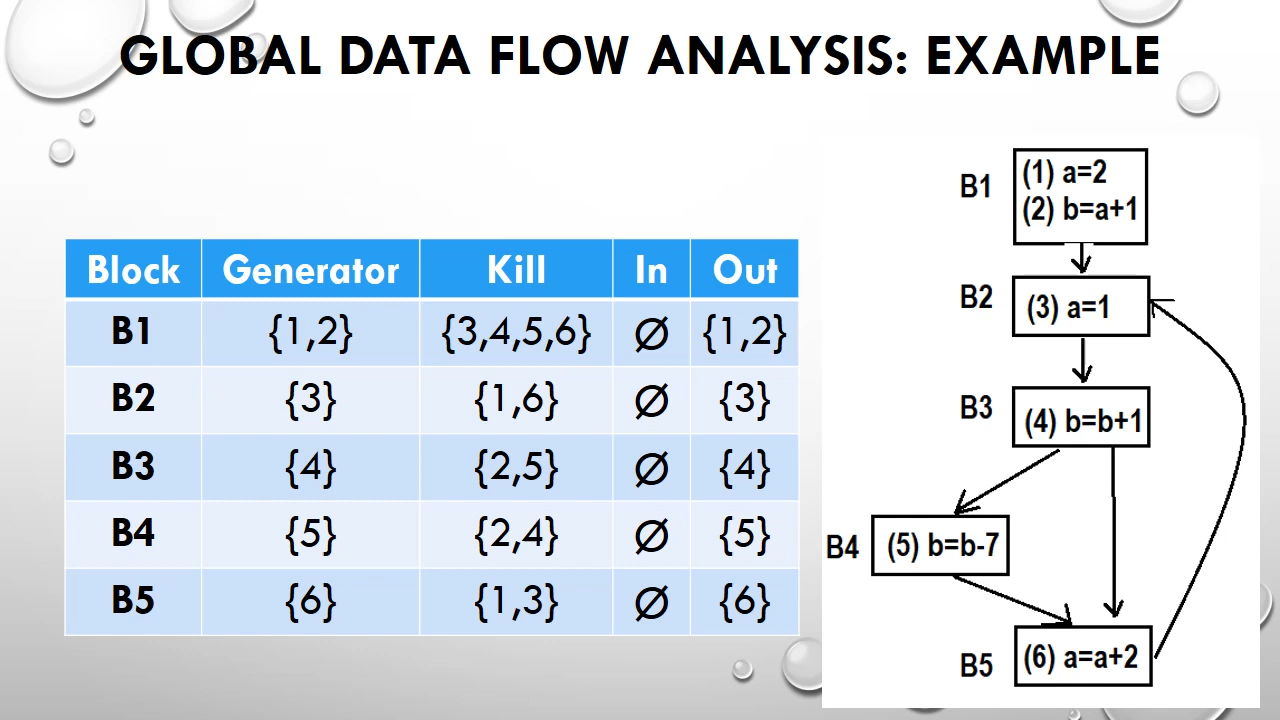 GLOBAL DATA FLOW ANALYSIS: EXAMPLE
Block Generator Kill In Out
B1 {1,2} {3,4,5,6} ∅ {1,2}
B2 {3} {1,6} ∅ {3}
B3 {4} {2,5} ∅ {4}
B4 {5} {2,4} ∅ {5}
B5 {6} {1,3} ∅ {6}
B1
(1) a=2
(2) b=a+1
B2
(3) a=1
B3
(4) b=b+1
B4
(5) b=b-7
B5
(6) a=a+2